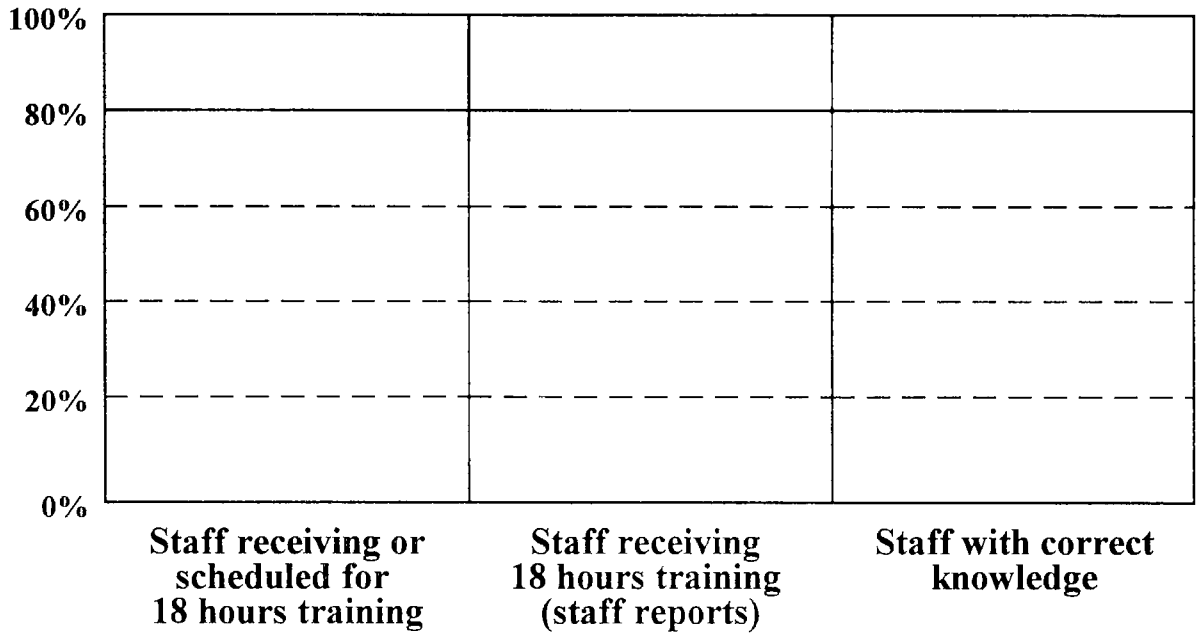 100%
80%
60%
40%
20%
0%
Staff receiving or
scheduled for
18 hours training
Staff receiving
18 hours training
(staff reports)
Staff with correct
knowledge